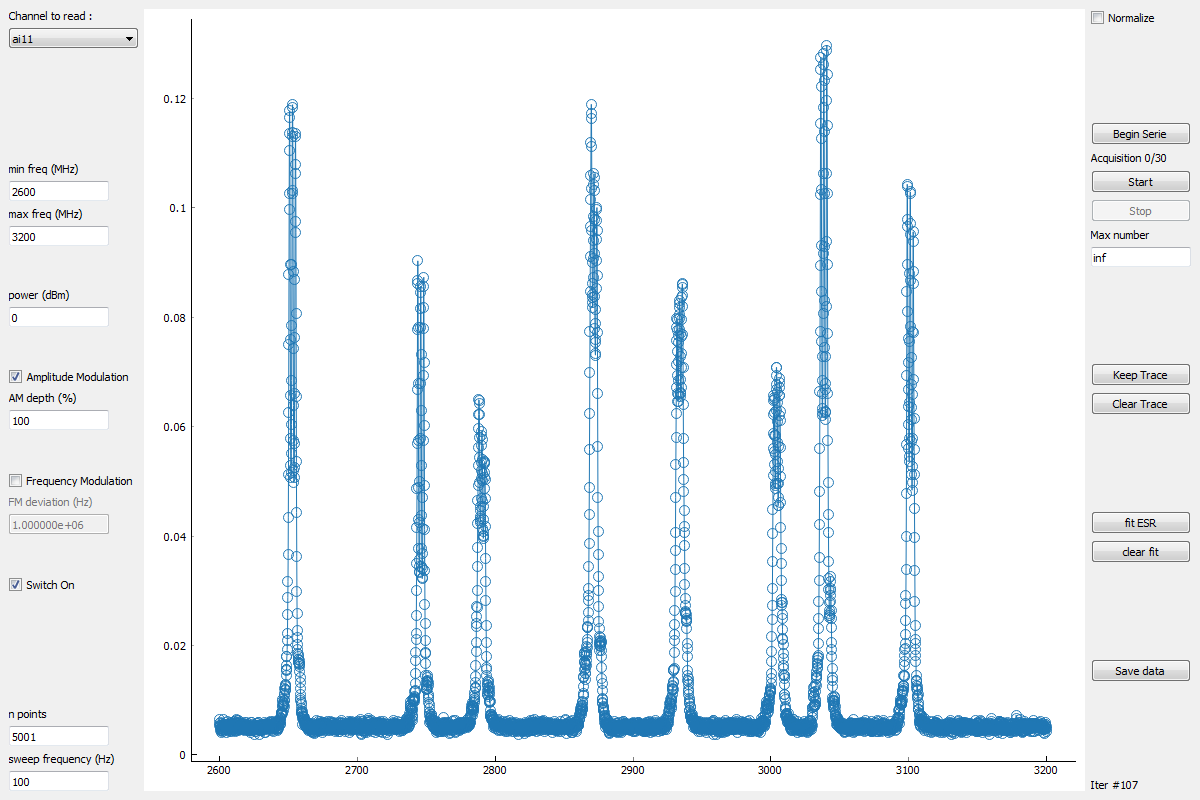 Channel to read :
ai11
min freq (MHz)
2600
max freq (MHz)
3200
power (dBm)
0
Amplitude Modulation
AM depth (%)
100
Frequency Modulation
FM deviation (Hz)
1.000000e+06
Switch On
n points
5001
sweep frequency (Hz)
100
0.12
0.1
0.08
0.06
0.04
0.02
0
2600 2700 2800 2900 3000 3100 3200
Normalize
Begin Serie
Acquisition 0/30
Start
Stop
Max number
inf
Keep Trace
Clear Trace
fit ESR
clear fit
Save data
Iter #107